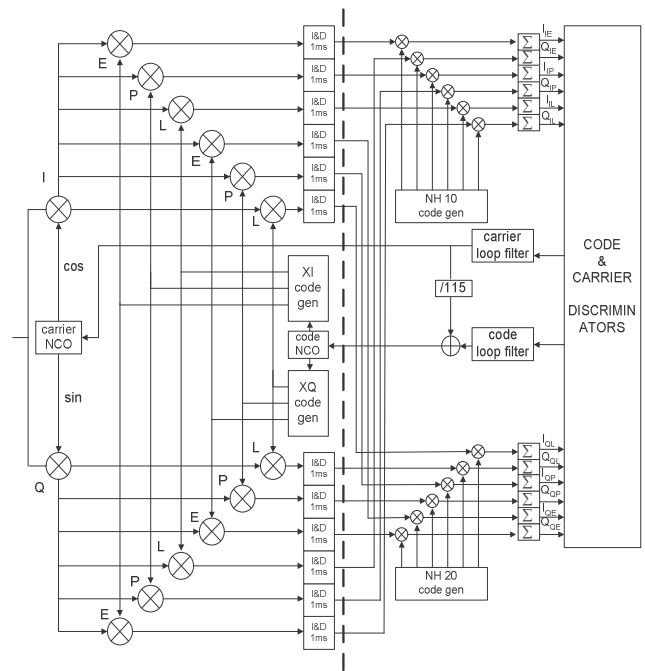 I&D
1ms
I&D
1ms
I&D
1ms
I&D
1ms
I&D
1ms
I&D
1ms
E
P
L
E
P
L
I
cos
carrier
NCO
sin
Q
XI
code
gen
code
NCO
XQ
code
gen
L
P
E
L
P
E
I&D
1ms
I&D
1ms
I&D
1ms
I&D
1ms
I&D
1ms
I&D
1ms
NH 10
code gen
carrier
loop filter
/115
code
loop filter
NH 20
code gen
Σ
Σ
Σ
Σ
Σ
Σ
I_IE
Q_IE
I_IP
Q_IP
I_IL
Q_IL
CODE
&
CARRIER
DISCRIMIN
ATORS
Σ
Σ
Σ
Σ
Σ
Σ
I_QL
Q_QL
I_QP
Q_QP
I_QE
Q_QE